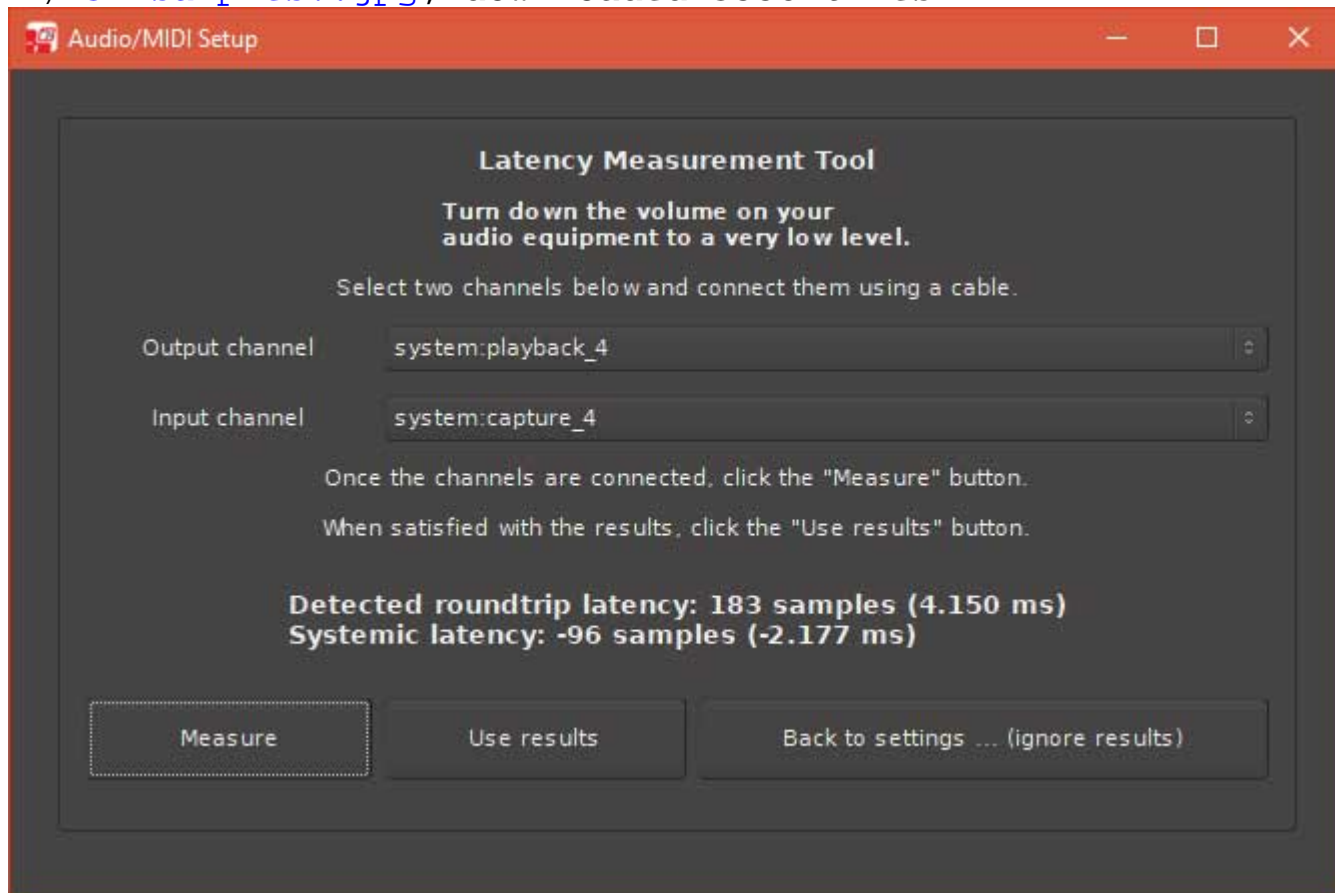 Audio/MIDI Setup
Latency Measurement Tool
Turn down the volume on your
audio equipment to a very low level.
Select two channels below and connect them using a cable.
Output channel system:playback_4
Input channel system:capture_4
Once the channels are connected, click the "Measure" button.
When satisfied with the results, click the "Use results" button.
Detected roundtrip latency: 183 samples (4.150 ms)
Systemic latency: -96 samples (-2.177 ms)
Measure Use results Back to settings ... (ignore results)